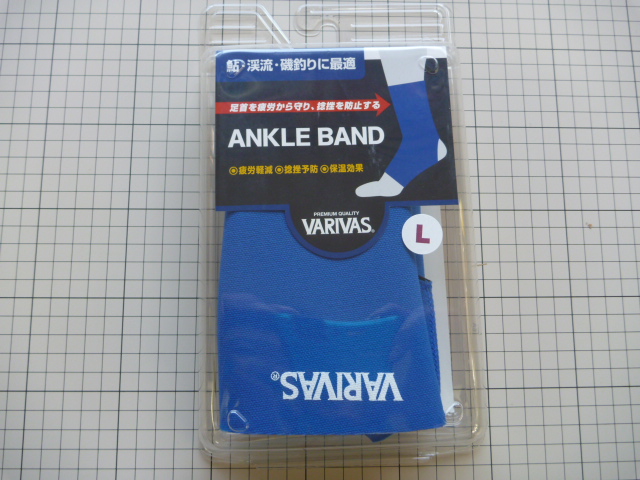 鮎・渓流・磯釣りに最適
足首を疲労から守り、捻挫を防止する
ANKLE BAND
疲労軽減 捻挫予防 保温効果
PREMIUM QUALITY
VARIVAS®
L
VARIVAS®